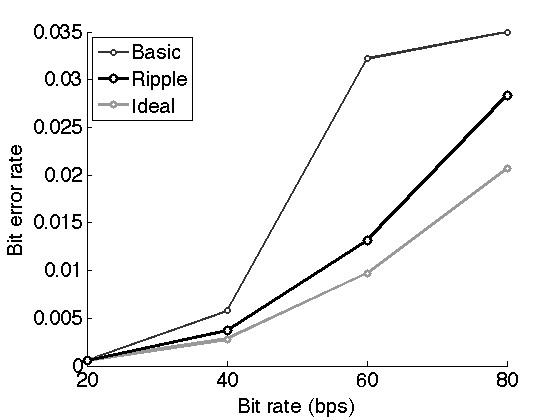 0.035
0.03
0.025
0.02
0.015
0.01
0.005
0
Basic
Ripple
Ideal
Bit error rate
20 40 60 80
Bit rate (bps)